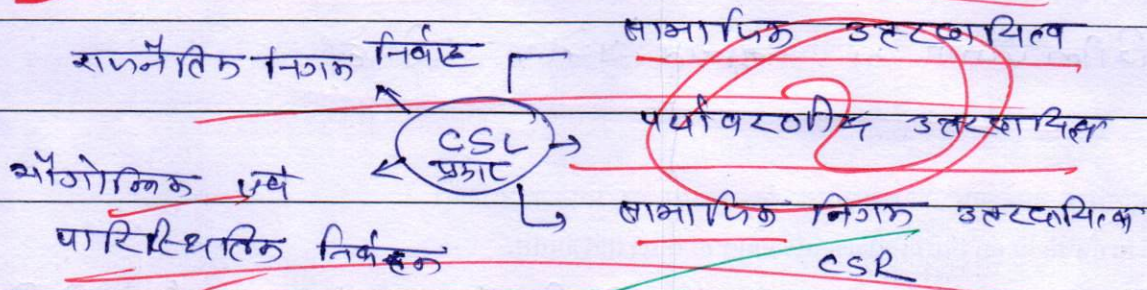 सामाजिक उत्तरदायित्व
राजनैतिक निगम निर्वाह
पर्यावरणीय उत्तरदायित्व
CSL
प्रकार
भौगोलिक एवं
सामाजिक निगम उत्तरदायित्व
पारिस्थितिक निर्वहन
CSR